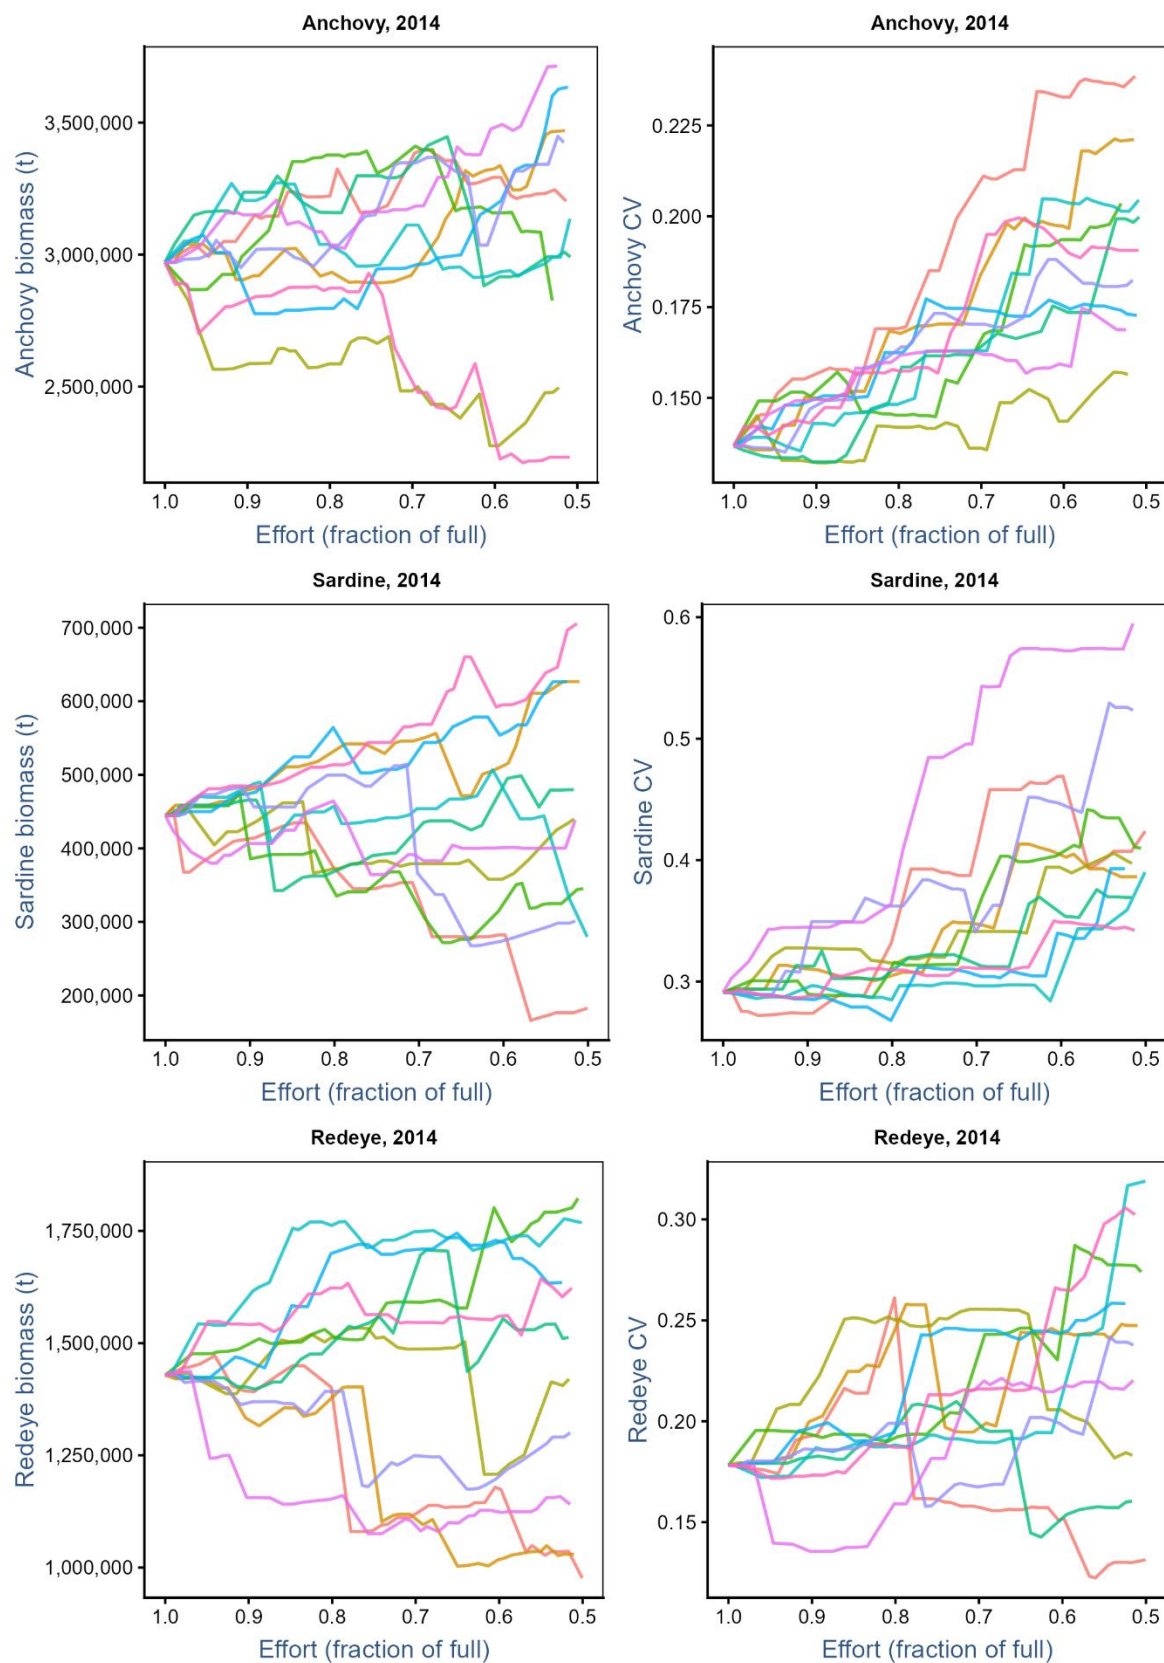 Anchovy, 2014
Anchovy biomass (t)
3,500,000
3,000,000
2,500,000
1.0 0.9 0.8 0.7 0.6 0.5
Effort (fraction of full)
Anchovy, 2014
Anchovy CV
0.225
0.200
0.175
0.150
1.0 0.9 0.8 0.7 0.6 0.5
Effort (fraction of full)
Sardine, 2014
Sardine biomass (t)
700,000
600,000
500,000
400,000
300,000
200,000
1.0 0.9 0.8 0.7 0.6 0.5
Effort (fraction of full)
Sardine, 2014
Sardine CV
0.6
0.5
0.4
0.3
1.0 0.9 0.8 0.7 0.6 0.5
Effort (fraction of full)
Redeye, 2014
Redeye biomass (t)
1,750,000
1,500,000
1,250,000
1,000,000
1.0 0.9 0.8 0.7 0.6 0.5
Effort (fraction of full)
Redeye, 2014
Redeye CV
0.30
0.25
0.20
0.15
1.0 0.9 0.8 0.7 0.6 0.5
Effort (fraction of full)